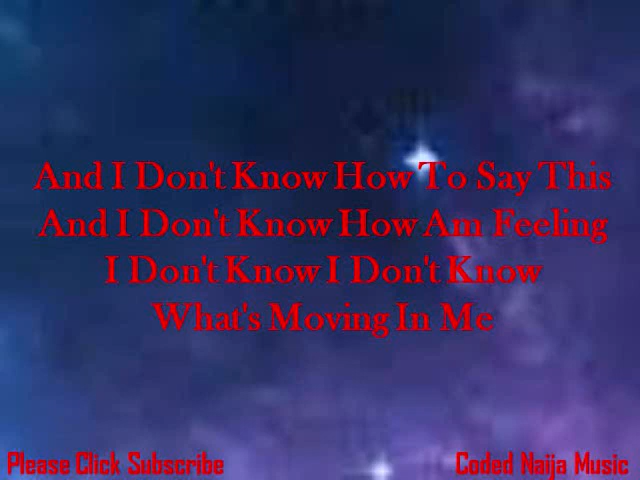 And I Don't Know How To Say This
And I Don't Know How Am Feeling
I Don't Know I Don't Know
What's Moving In Me
Please Click Subscribe
Coded Naija Music